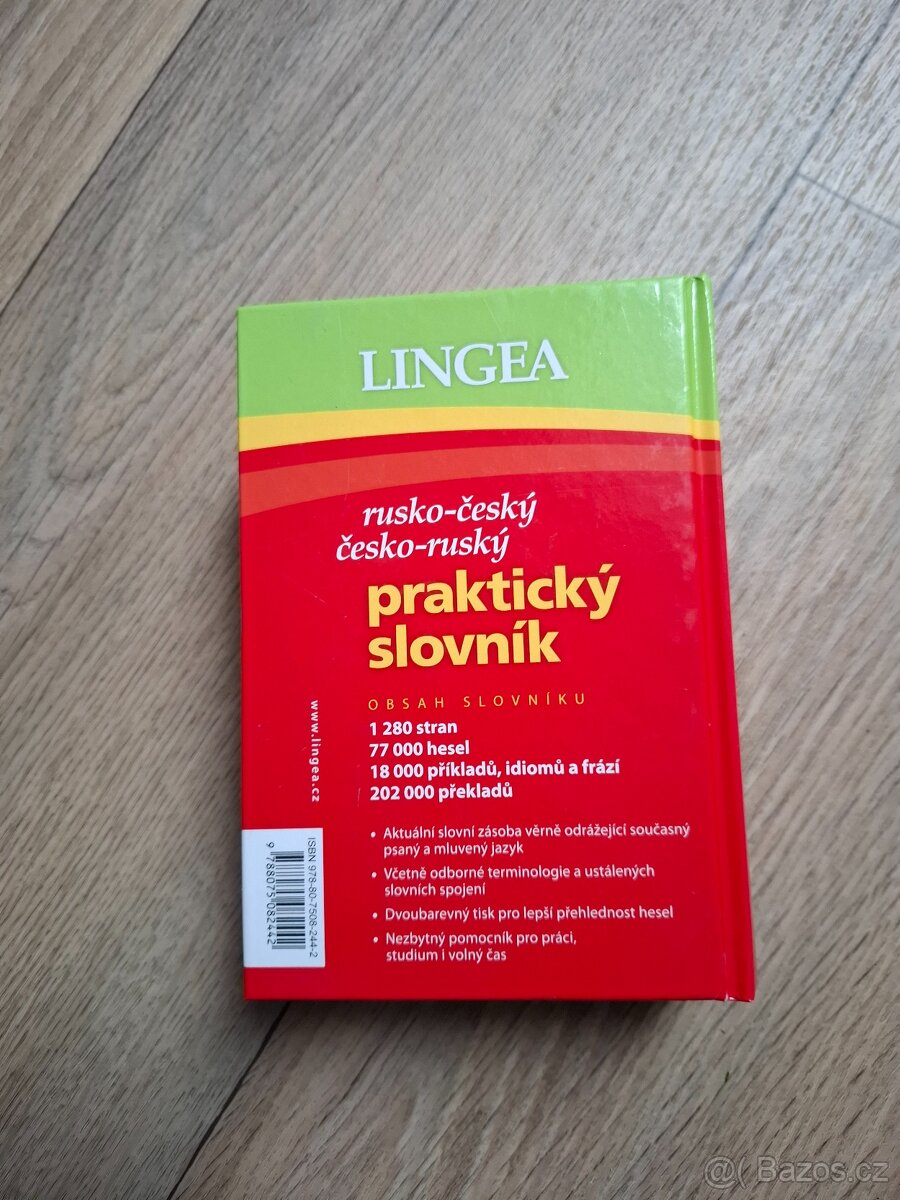 LINGEA
rusko-český
česko-ruský
praktický
slovník
OBSAH SLOVNÍKU
1 280 stran
77 000 hesel
18 000 příkladů, idiomů a frází
202 000 překladů
• Aktuální slovní zásoba věrně odrážející současný
psaný a mluvený jazyk
• Včetně odborné terminologie a ustálených
slovních spojení
• Dvoubarevný tisk pro lepší přehlednost hesel
• Nezbytný pomocník pro práci,
studium i volný čas
www.lingea.cz
ISBN 978-80-7508-244-2
9 788075 082442
@( Bazos.cz